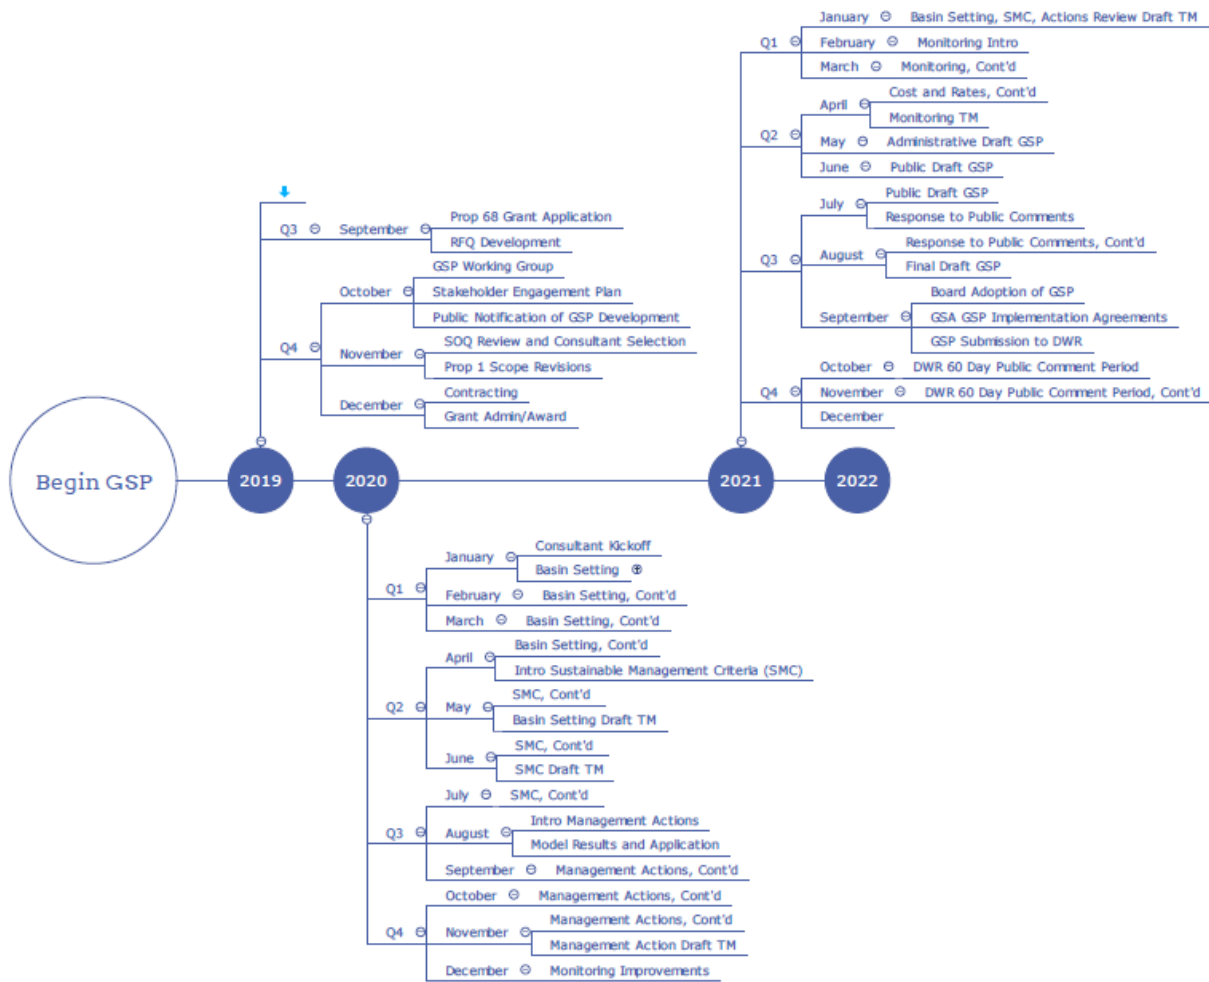 Begin GSP
2019
Q3
September
Prop 68 Grant Application
RFQ Development
Q4
October
GSP Working Group
Stakeholder Engagement Plan
Public Notification of GSP Development
November
SOQ Review and Consultant Selection
Prop 1 Scope Revisions
December
Contracting
Grant Admin/Award
2020
Q1
January
Consultant Kickoff
Basin Setting
February
Basin Setting, Cont'd
March
Basin Setting, Cont'd
Q2
April
Basin Setting, Cont'd
Intro Sustainable Management Criteria (SMC)
May
SMC, Cont'd
Basin Setting Draft TM
June
SMC, Cont'd
SMC Draft TM
Q3
July
SMC, Cont'd
August
Intro Management Actions
Model Results and Application
September
Management Actions, Cont'd
Q4
October
Management Actions, Cont'd
November
Management Actions, Cont'd
Management Action Draft TM
December
Monitoring Improvements
2021
Q1
January
Basin Setting, SMC, Actions Review Draft TM
February
Monitoring Intro
March
Monitoring, Cont'd
Q2
April
Cost and Rates, Cont'd
Monitoring TM
May
Administrative Draft GSP
June
Public Draft GSP
Q3
July
Public Draft GSP
Response to Public Comments
August
Response to Public Comments, Cont'd
Final Draft GSP
September
Board Adoption of GSP
GSA GSP Implementation Agreements
GSP Submission to DWR
Q4
October
DWR 60 Day Public Comment Period
November
DWR 60 Day Public Comment Period, Cont'd
December
2022